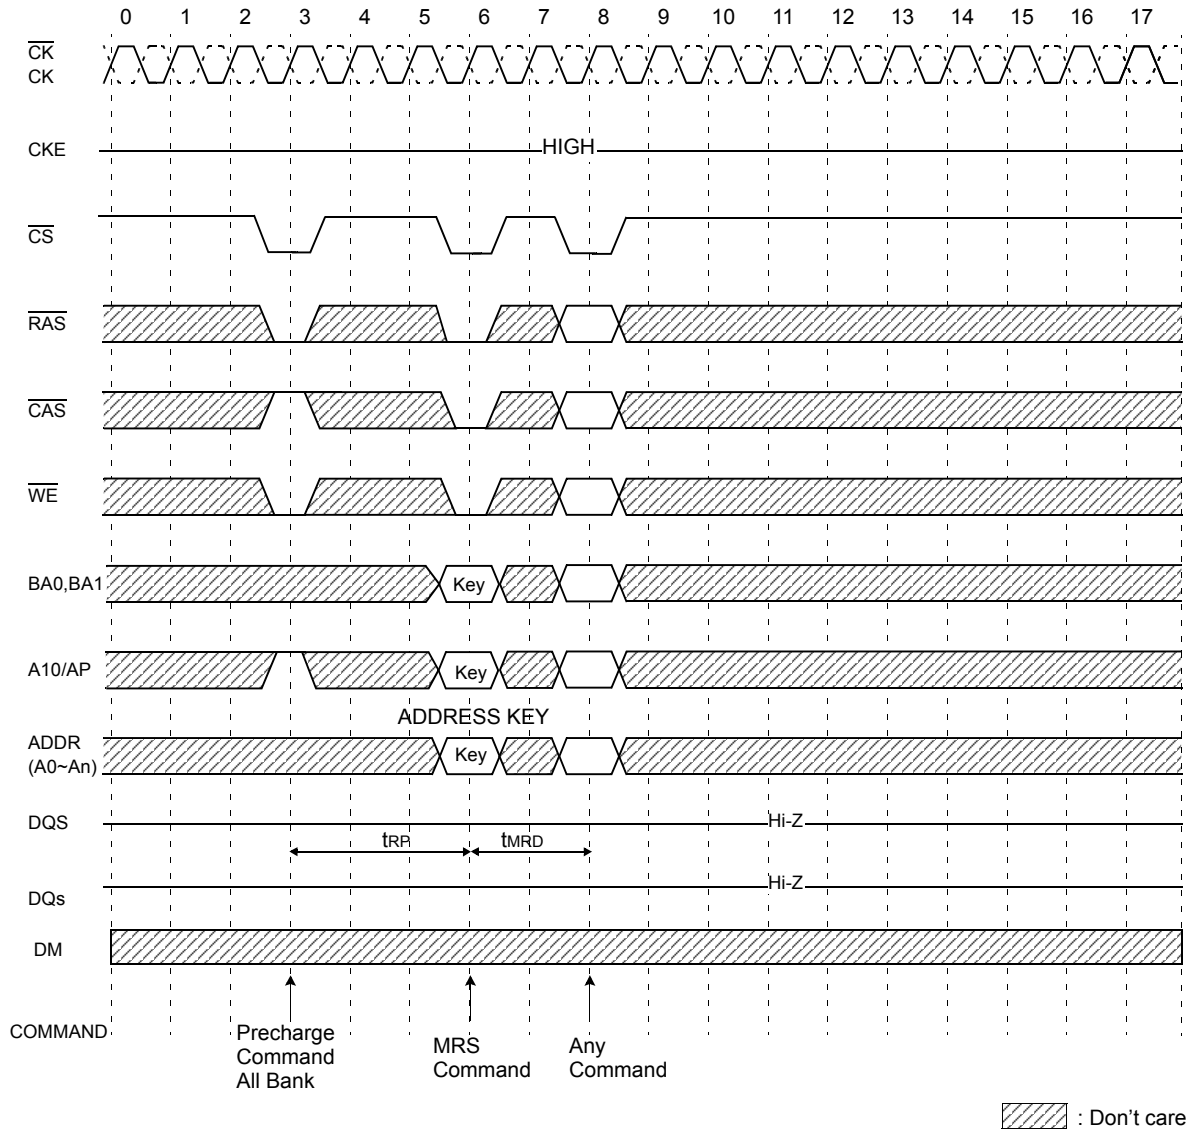 0 1 2 3 4 5 6 7 8 9 10 11 12 13 14 15 16 17
CK
CK
CKE HIGH
CS
RAS
CAS
WE
BA0,BA1 Key
A10/AP Key
ADDRESS KEY
ADDR
(A0~An) Key
DQS Hi-Z
tRP tMRD
DQs Hi-Z
DM
COMMAND
Precharge
Command
All Bank
MRS
Command
Any
Command
: Don't care